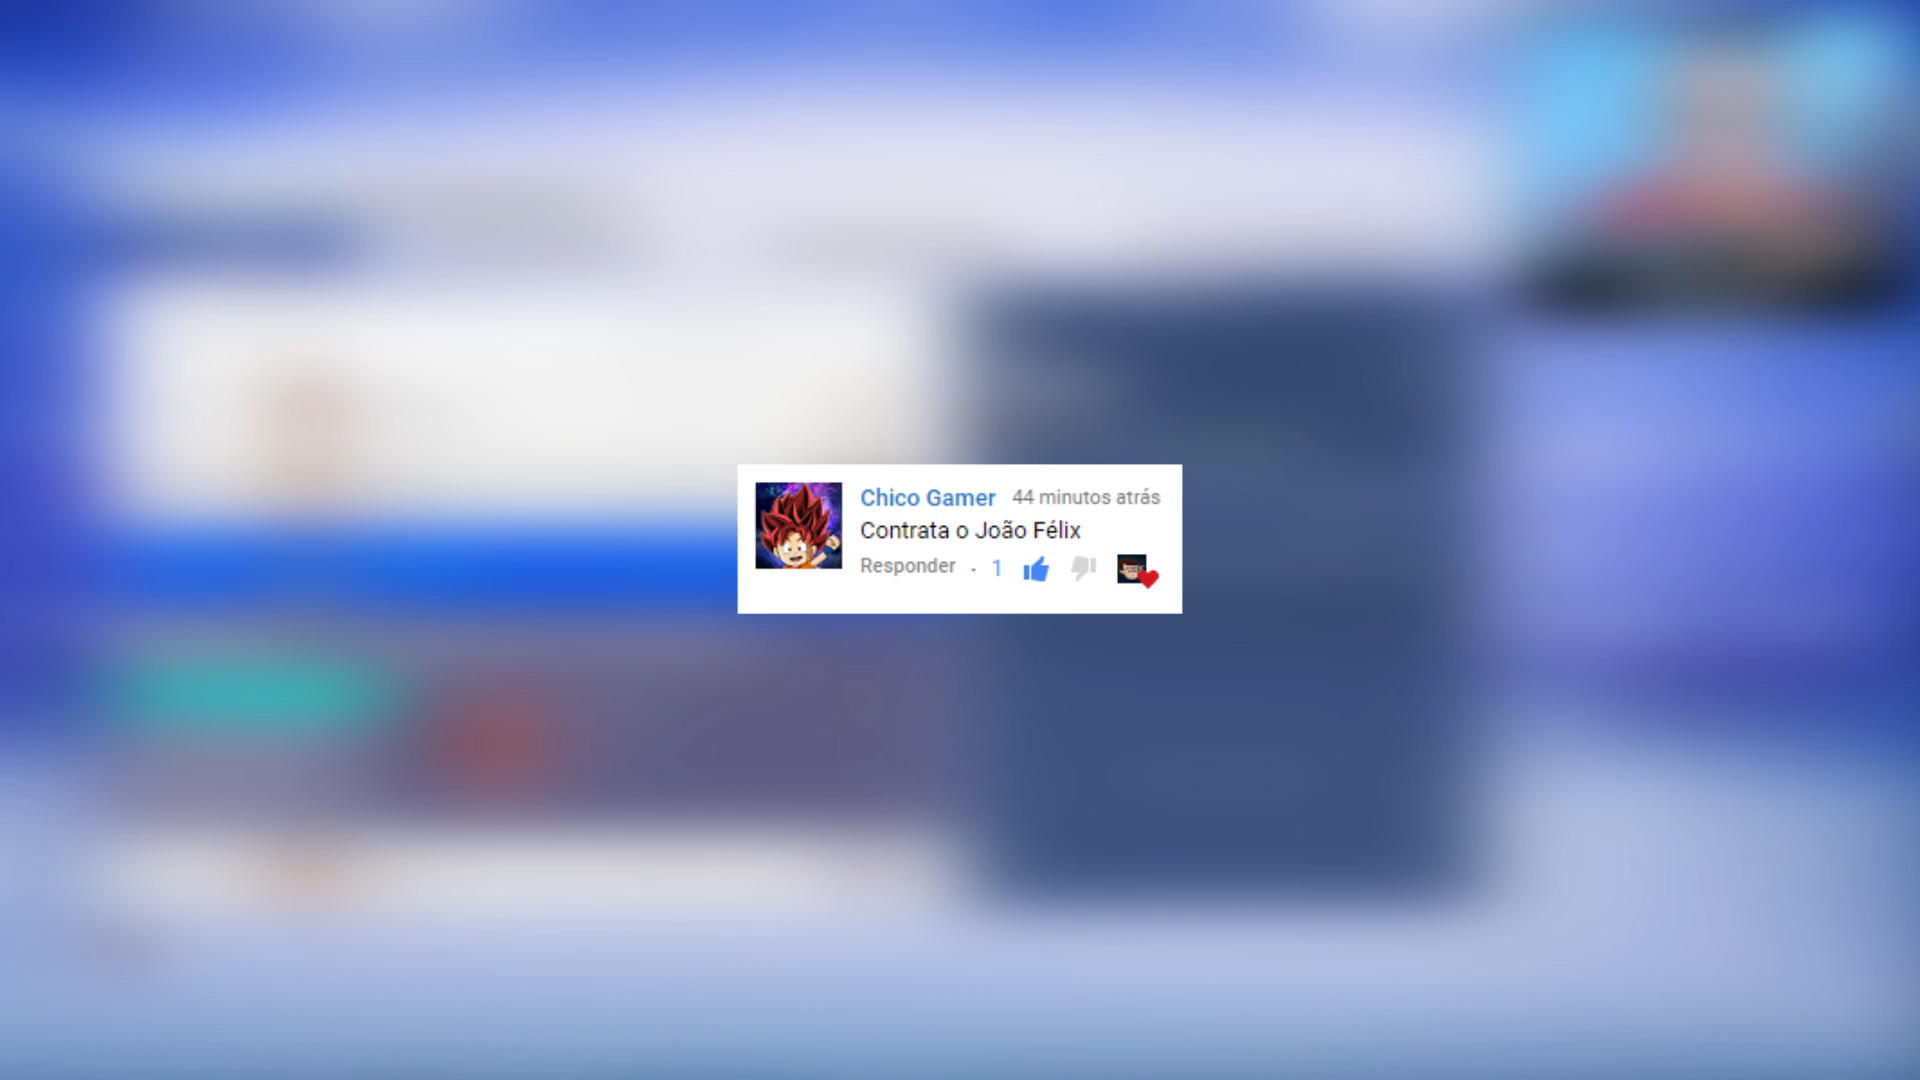 Chico Gamer 44 minutos atrás
Contrata o João Félix
Responder · 1